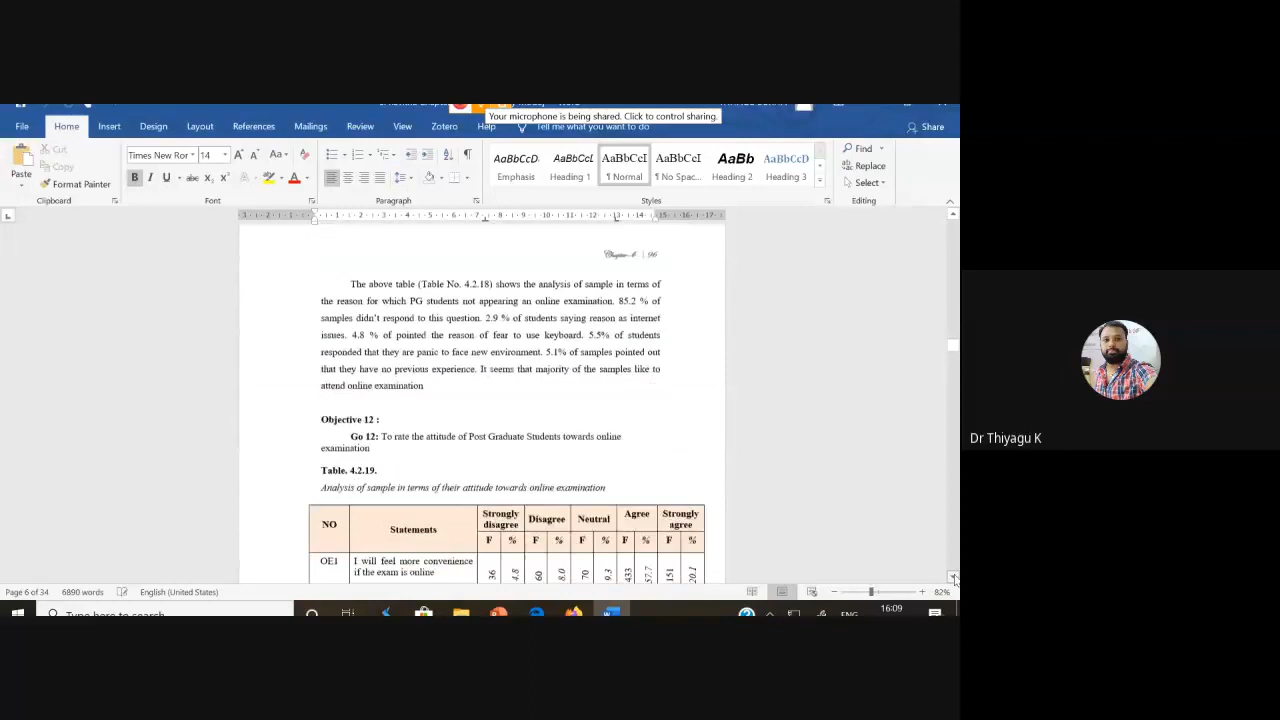 Your microphone is being shared. Click to control sharing.
File Home Insert Design Layout References Mailings Review View Zotero Help Tell me what you want to do Share
Cut
Copy
Format Painter
Paste
Clipboard
Times New Ror 14
Font
Paragraph
AaBbCcD AaBbCcI AaBbCcI AaBbCcI AaBb AaBbCcD
Emphasis Heading 1 ¶ Normal ¶ No Spac... Heading 2 Heading 3
Styles
Find
Replace
Select
Editing
Chapter-4 | 96
The above table (Table No. 4.2.18) shows the analysis of sample in terms of
the reason for which PG students not appearing an online examination. 85.2 % of
samples didn't respond to this question. 2.9 % of students saying reason as internet
issues. 4.8 % of pointed the reason of fear to use keyboard. 5.5% of students
responded that they are panic to face new environment. 5.1% of samples pointed out
that they have no previous experience. It seems that majority of the samples like to
attend online examination
Objective 12 :
Go 12: To rate the attitude of Post Graduate Students towards online
examination
Table. 4.2.19.
Analysis of sample in terms of their attitude towards online examination
NO Statements Strongly disagree Disagree Neutral Agree Strongly agree
F % F % F % F % F %
OE1 I will feel more convenience
if the exam is online
36 4.8 60 8.0 70 9.3 433 57.7 151 20.1
Page 6 of 34 6890 words English (United States) 82%
Type here to search
ENG 16:09
Dr Thiyagu K